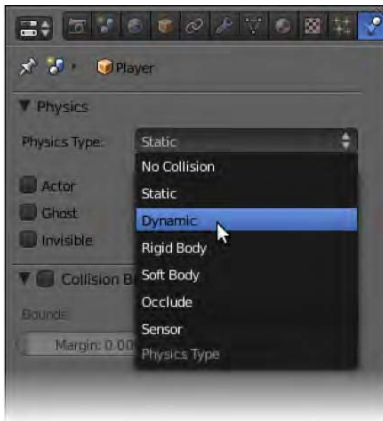 Player
Physics
Physics Type:
Static
No Collision
Actor
Static
Ghost
Dynamic
Invisible
Rigid Body
Collision B
Soft Body
Bounds:
Occlude
Sensor
Margin: 0.00
Physics Type